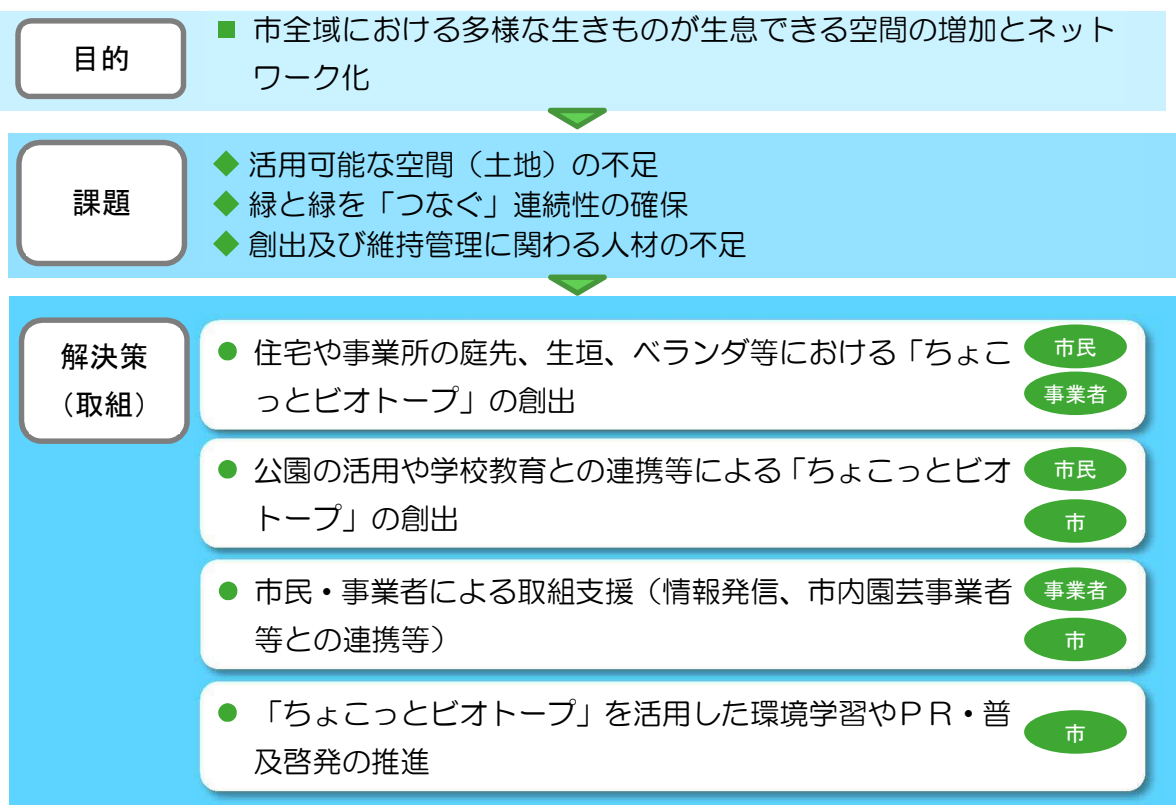 目的
■ 市全域における多様な生きものが生息できる空間の増加とネット
ワーク化
課題
◆ 活用可能な空間（土地）の不足
◆ 緑と緑を「つなぐ」連続性の確保
◆ 創出及び維持管理に関わる人材の不足
解決策
（取組）
● 住宅や事業所の庭先、生垣、ベランダ等における「ちょこ
っとビオトープ」の創出
市民
事業者
● 公園の活用や学校教育との連携等による「ちょこっとビオ
トープ」の創出
市民
市
● 市民・事業者による取組支援（情報発信、市内園芸事業者
等との連携等）
事業者
市
● 「ちょこっとビオトープ」を活用した環境学習やＰＲ・普
及啓発の推進
市